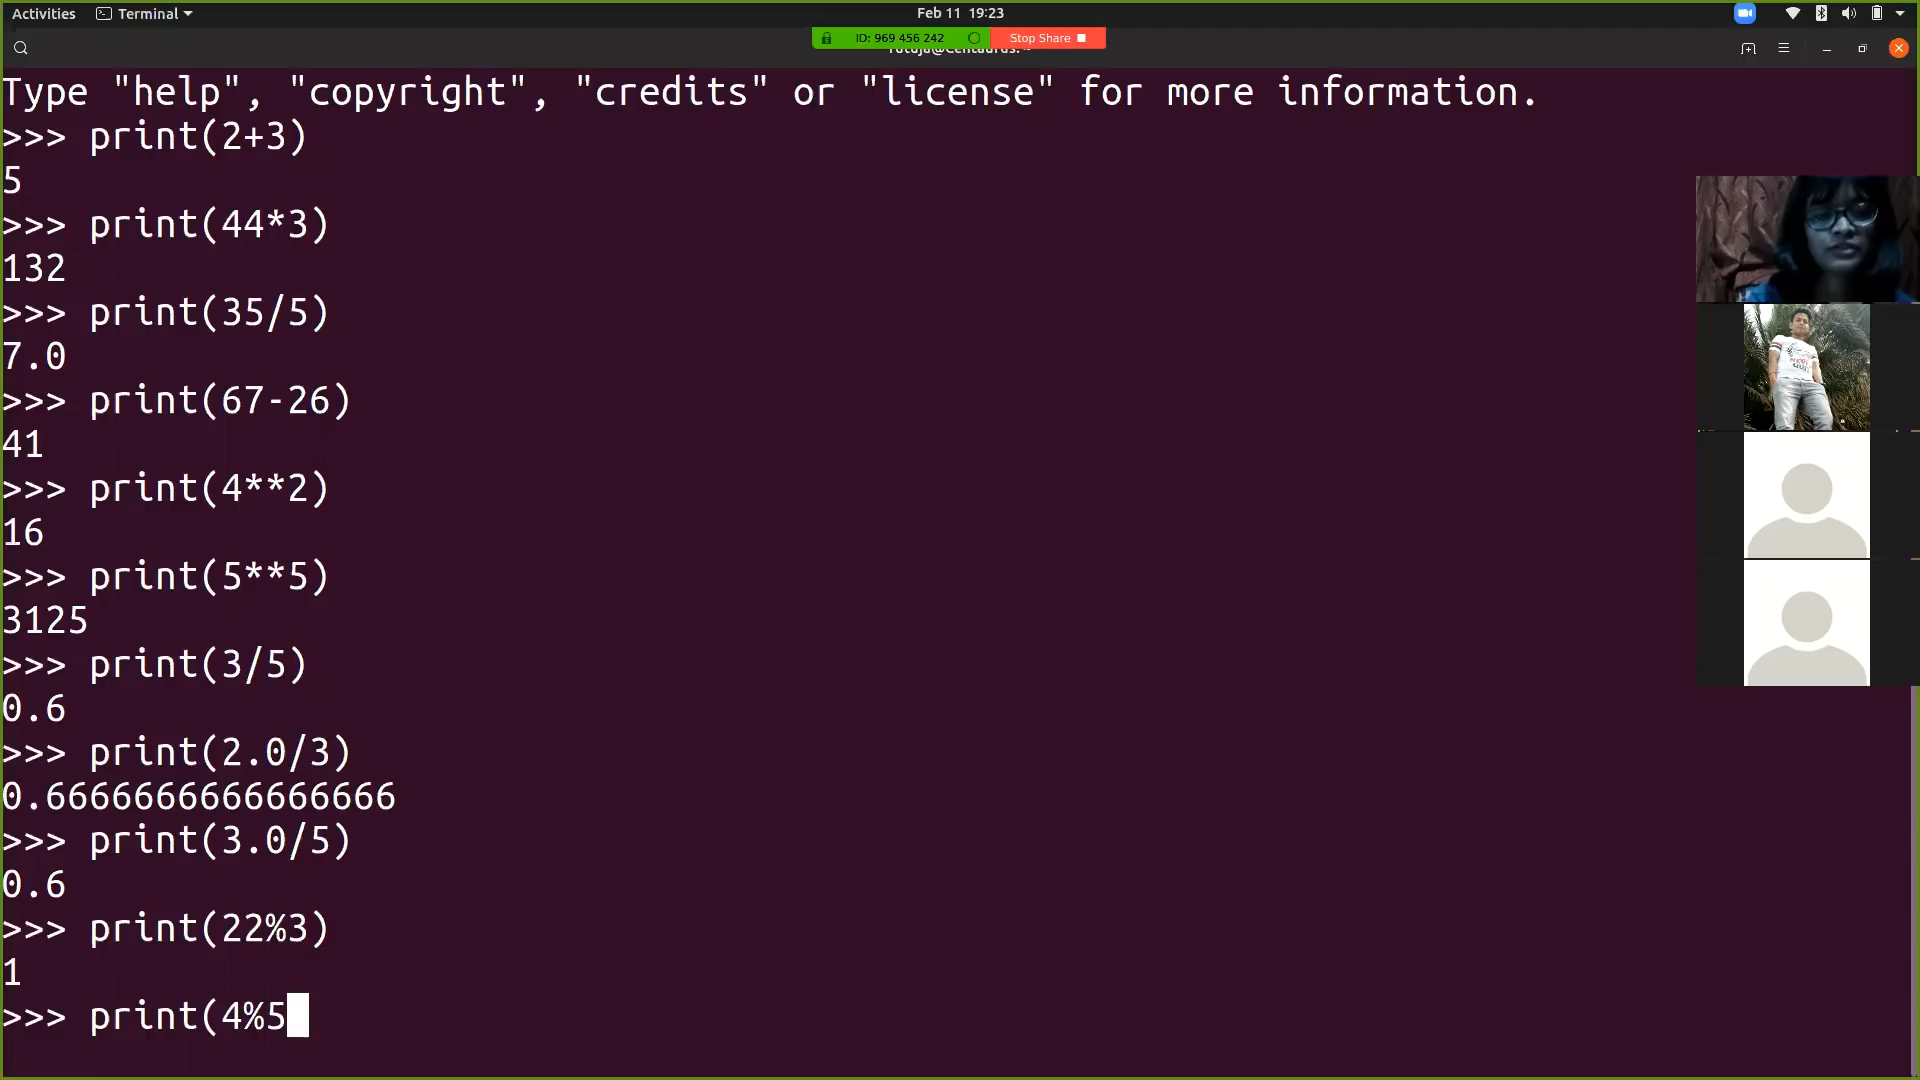 Activities Terminal Feb 11 19:23
ID: 969 456 242 Stop Share
Type "help", "copyright", "credits" or "license" for more information.
>>> print(2+3)
5
>>> print(44*3)
132
>>> print(35/5)
7.0
>>> print(67-26)
41
>>> print(4**2)
16
>>> print(5**5)
3125
>>> print(3/5)
0.6
>>> print(2.0/3)
0.6666666666666666
>>> print(3.0/5)
0.6
>>> print(22%3)
1
>>> print(4%5